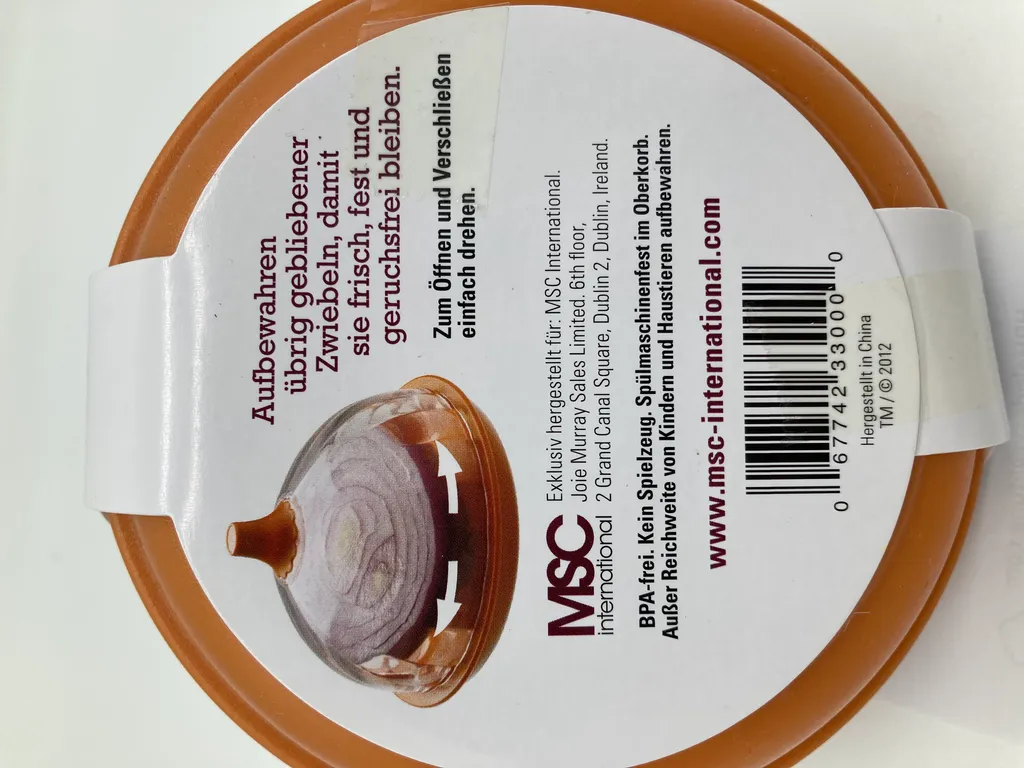 Aufbewahren
übrig gebliebener
Zwiebeln, damit
sie frisch, fest und
geruchsfrei bleiben.
Zum Öffnen und Verschließen
einfach drehen.
MSC
international
Exklusiv hergestellt für: MSC International.
Joie Murray Sales Limited. 6th floor,
2 Grand Canal Square, Dublin 2, Dublin, Ireland.
BPA-frei. Kein Spielzeug. Spülmaschinenfest im Oberkorb.
Außer Reichweite von Kindern und Haustieren aufbewahren.
www.msc-international.com
0 67742 33000 0
Hergestellt in China
TM / © 2012